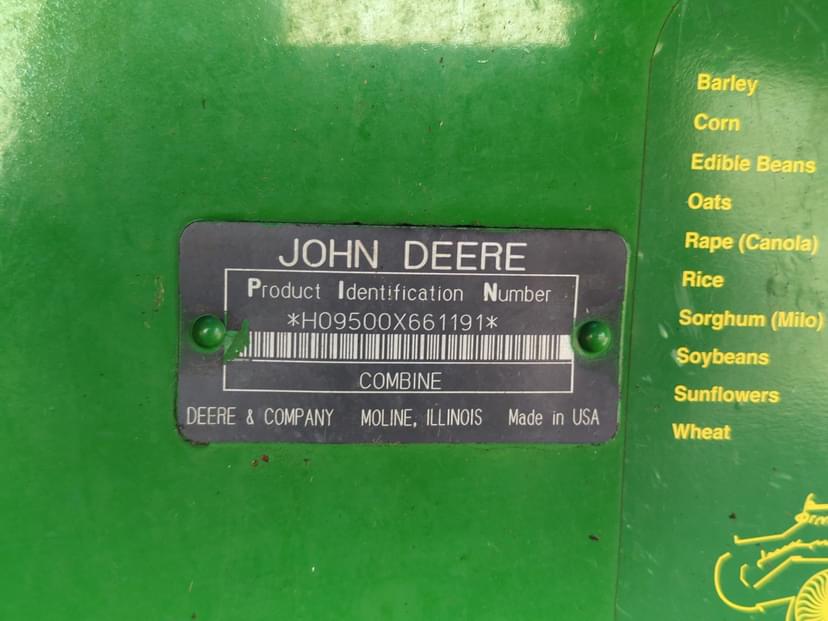 JOHN DEERE
Product Identification Number
*H09500X661191*
COMBINE
DEERE & COMPANY MOLINE, ILLINOIS Made in USA
Barley
Corn
Edible Beans
Oats
Rape (Canola)
Rice
Sorghum (Milo)
Soybeans
Sunflowers
Wheat